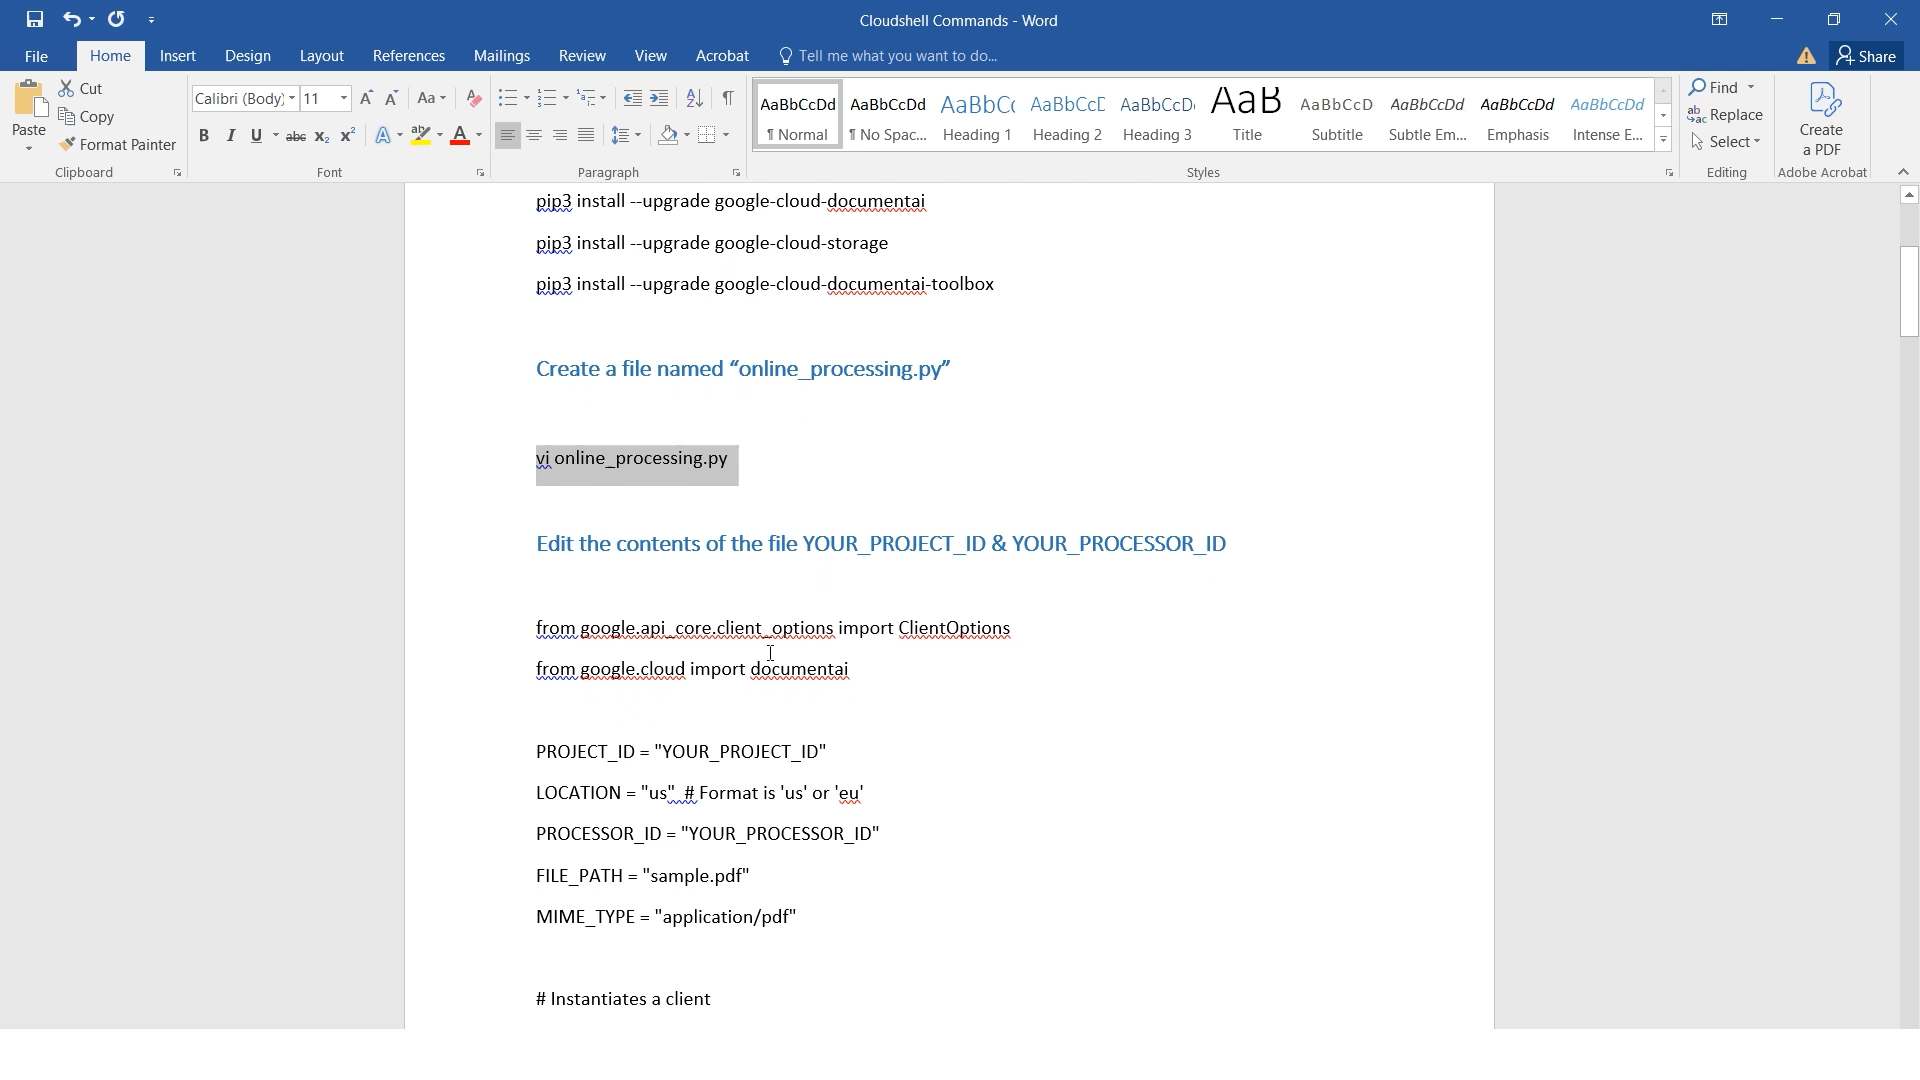 Cloudshell Commands - Word
File Home Insert Design Layout References Mailings Review View Acrobat Tell me what you want to do... Share
Paste Cut Copy Format Painter Clipboard
Calibri (Body) 11 Aa Font
Paragraph
AaBbCcDd ¶ Normal
AaBbCcDd ¶ No Spac...
AaBbCc Heading 1
AaBbCcD Heading 2
AaBbCcDd Heading 3
AaB Title
AaBbCcD Subtitle
AaBbCcDd Subtle Em...
AaBbCcDd Emphasis
AaBbCcDd Intense E...
Styles
Find Replace Select Editing
Create a PDF Adobe Acrobat
pip3 install --upgrade google-cloud-documentai
pip3 install --upgrade google-cloud-storage
pip3 install --upgrade google-cloud-documentai-toolbox
Create a file named “online_processing.py”
vi online_processing.py
Edit the contents of the file YOUR_PROJECT_ID & YOUR_PROCESSOR_ID
from google.api_core.client_options import ClientOptions
from google.cloud import documentai
PROJECT_ID = "YOUR_PROJECT_ID"
LOCATION = "us"  # Format is 'us' or 'eu'
PROCESSOR_ID = "YOUR_PROCESSOR_ID"
FILE_PATH = "sample.pdf"
MIME_TYPE = "application/pdf"
# Instantiates a client